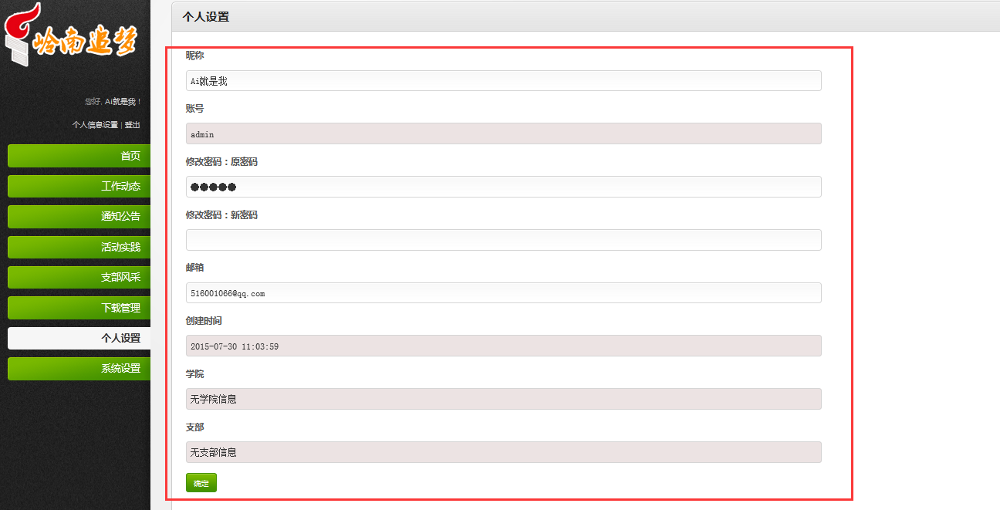 岭南追梦
您好, Ai就是我 !
个人信息设置 | 登出
首页
工作动态
通知公告
活动实践
支部风采
下载管理
个人设置
系统设置
个人设置
昵称
Ai就是我
账号
admin
修改密码：原密码
●●●●●
修改密码：新密码
邮箱
516001066@qq.com
创建时间
2015-07-30 11:03:59
学院
无学院信息
支部
无支部信息
确定